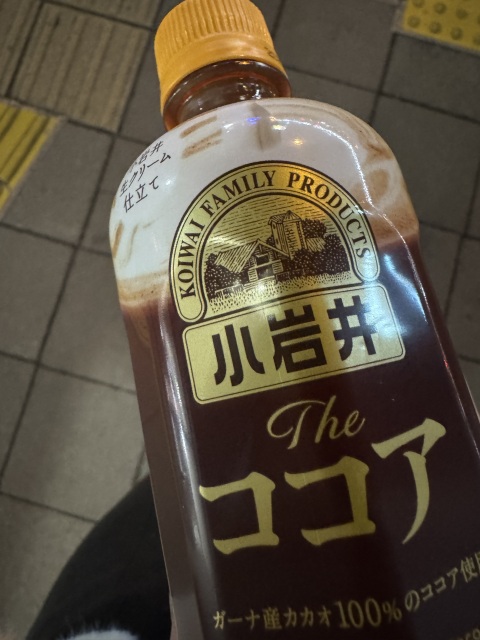 小岩井
生クリーム
仕立て
KOIWAI FAMILY PRODUCTS
小岩井
The
ココア
ガーナ産カカオ100%のココア使用